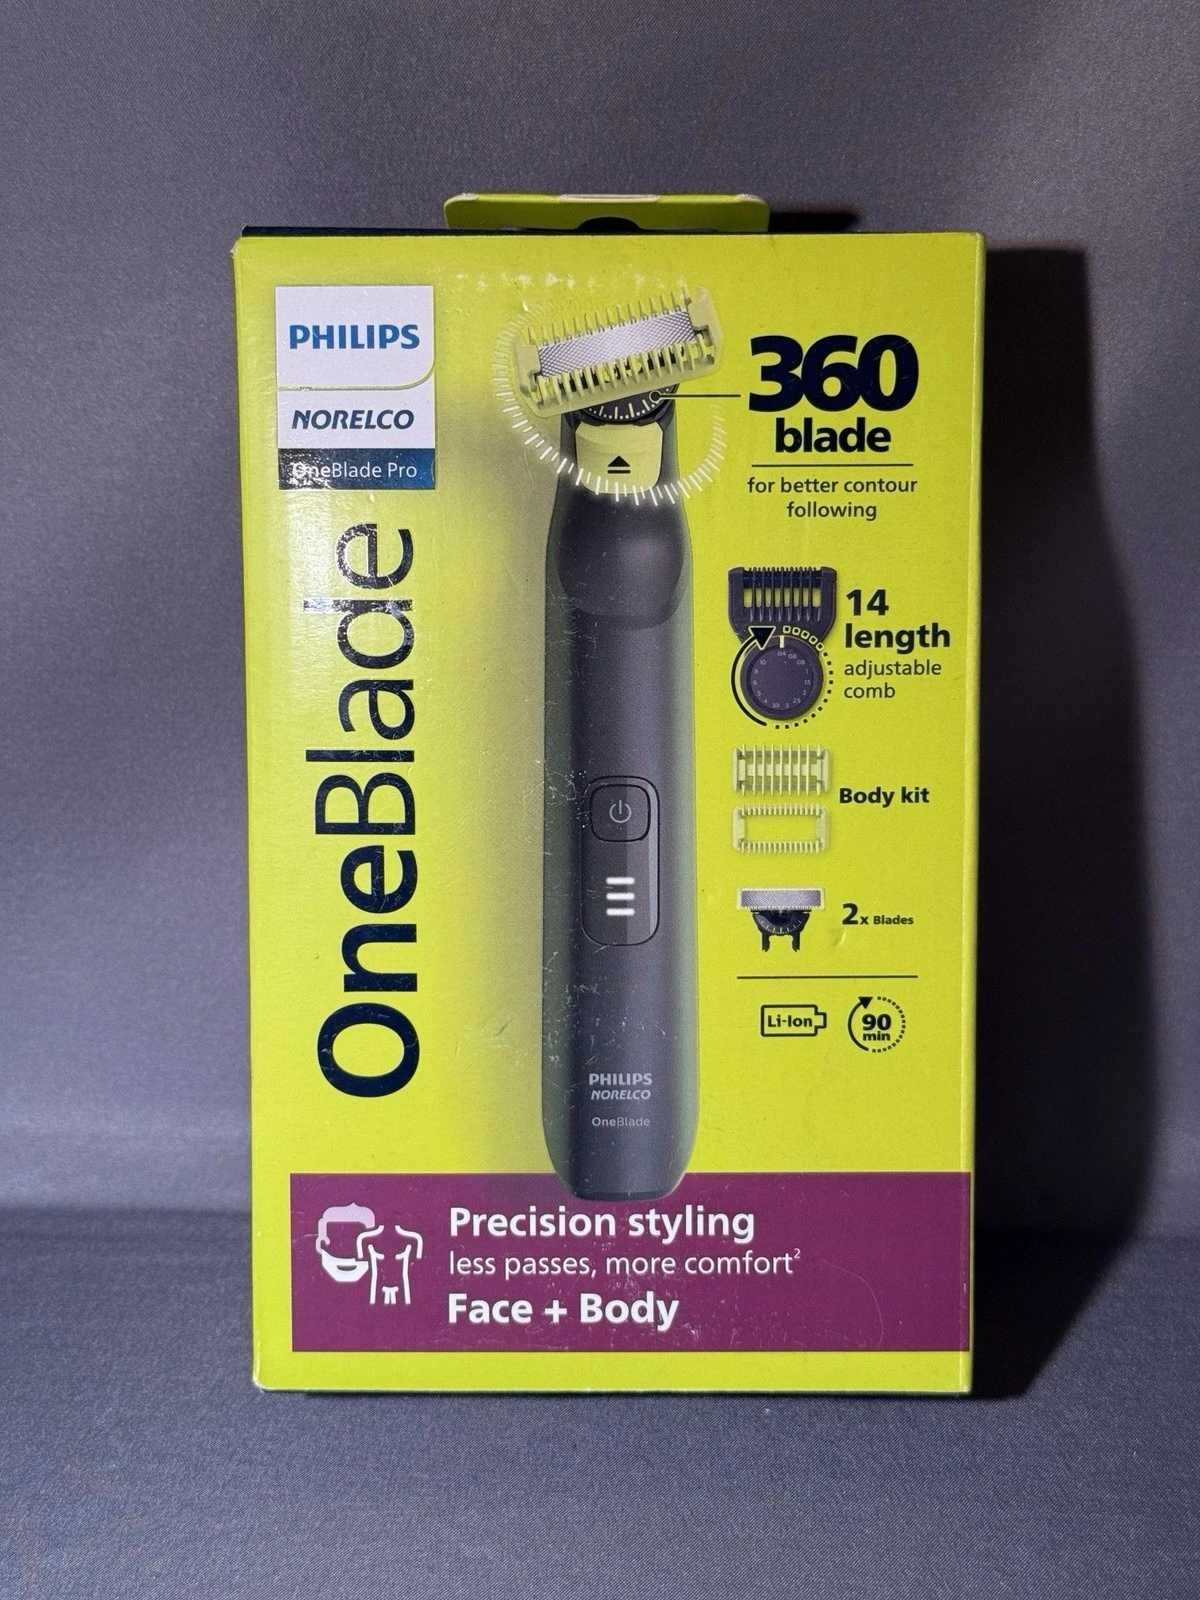 PHILIPS
NORELCO
OneBlade Pro
OneBlade
360
blade
for better contour
following
14
length
adjustable
comb
Body kit
2x Blades
Li-Ion
90
min
PHILIPS
NORELCO
OneBlade
Precision styling
less passes, more comfort²
Face + Body